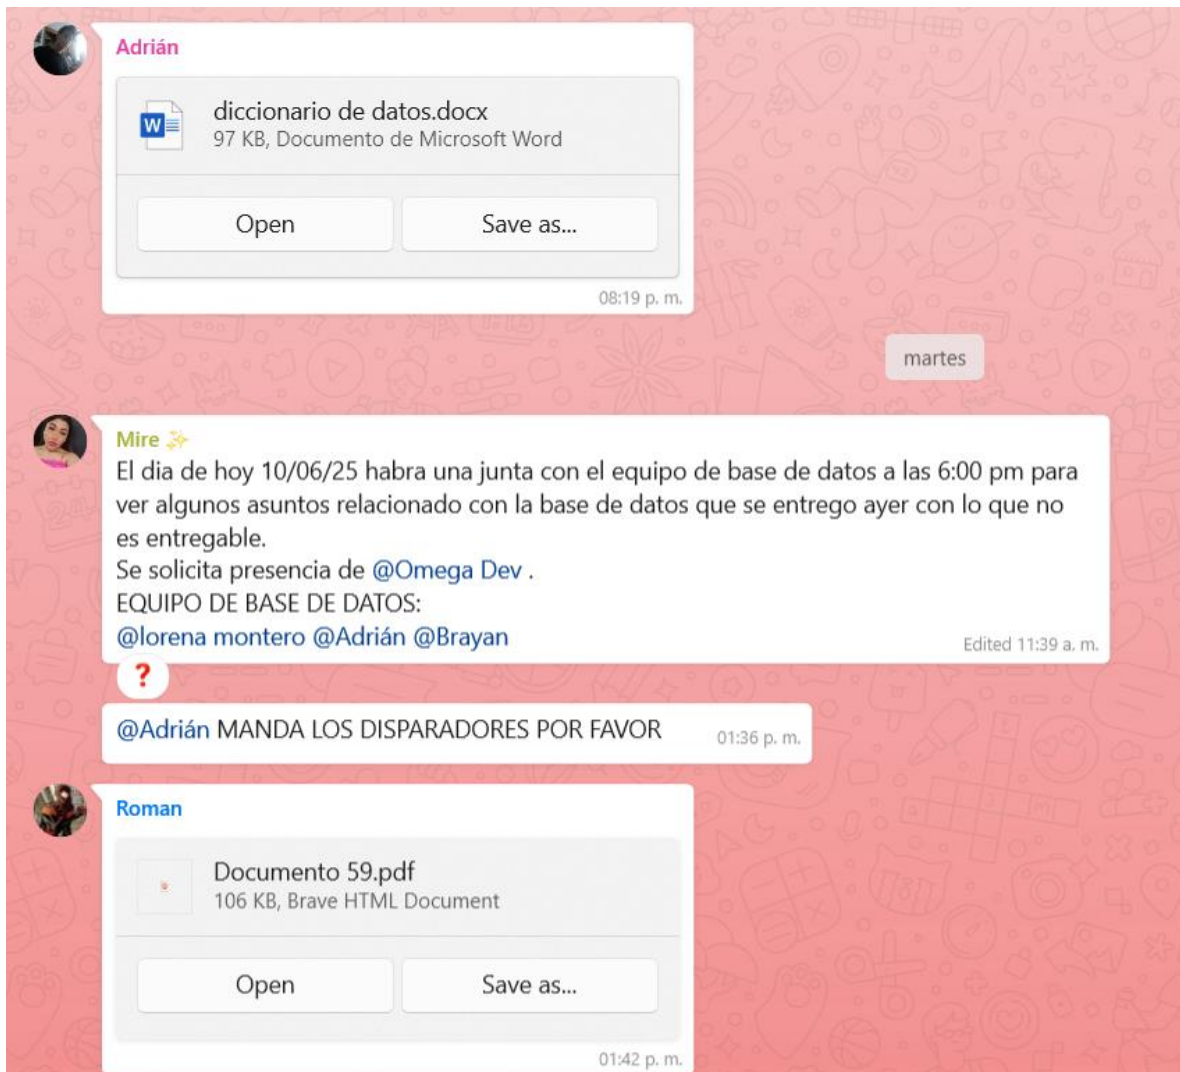 Adrián
diccionario de datos.docx
97 KB, Documento de Microsoft Word
Open
Save as...
08:19 p. m.
martes
Mire ✨
El dia de hoy 10/06/25 habra una junta con el equipo de base de datos a las 6:00 pm para
ver algunos asuntos relacionado con la base de datos que se entrego ayer con lo que no
es entregable.
Se solicita presencia de @Omega Dev .
EQUIPO DE BASE DE DATOS:
@lorena montero @Adrián @Brayan
Edited 11:39 a. m.
❓
@Adrián MANDA LOS DISPARADORES POR FAVOR
01:36 p. m.
Roman
Documento 59.pdf
106 KB, Brave HTML Document
Open
Save as...
01:42 p. m.